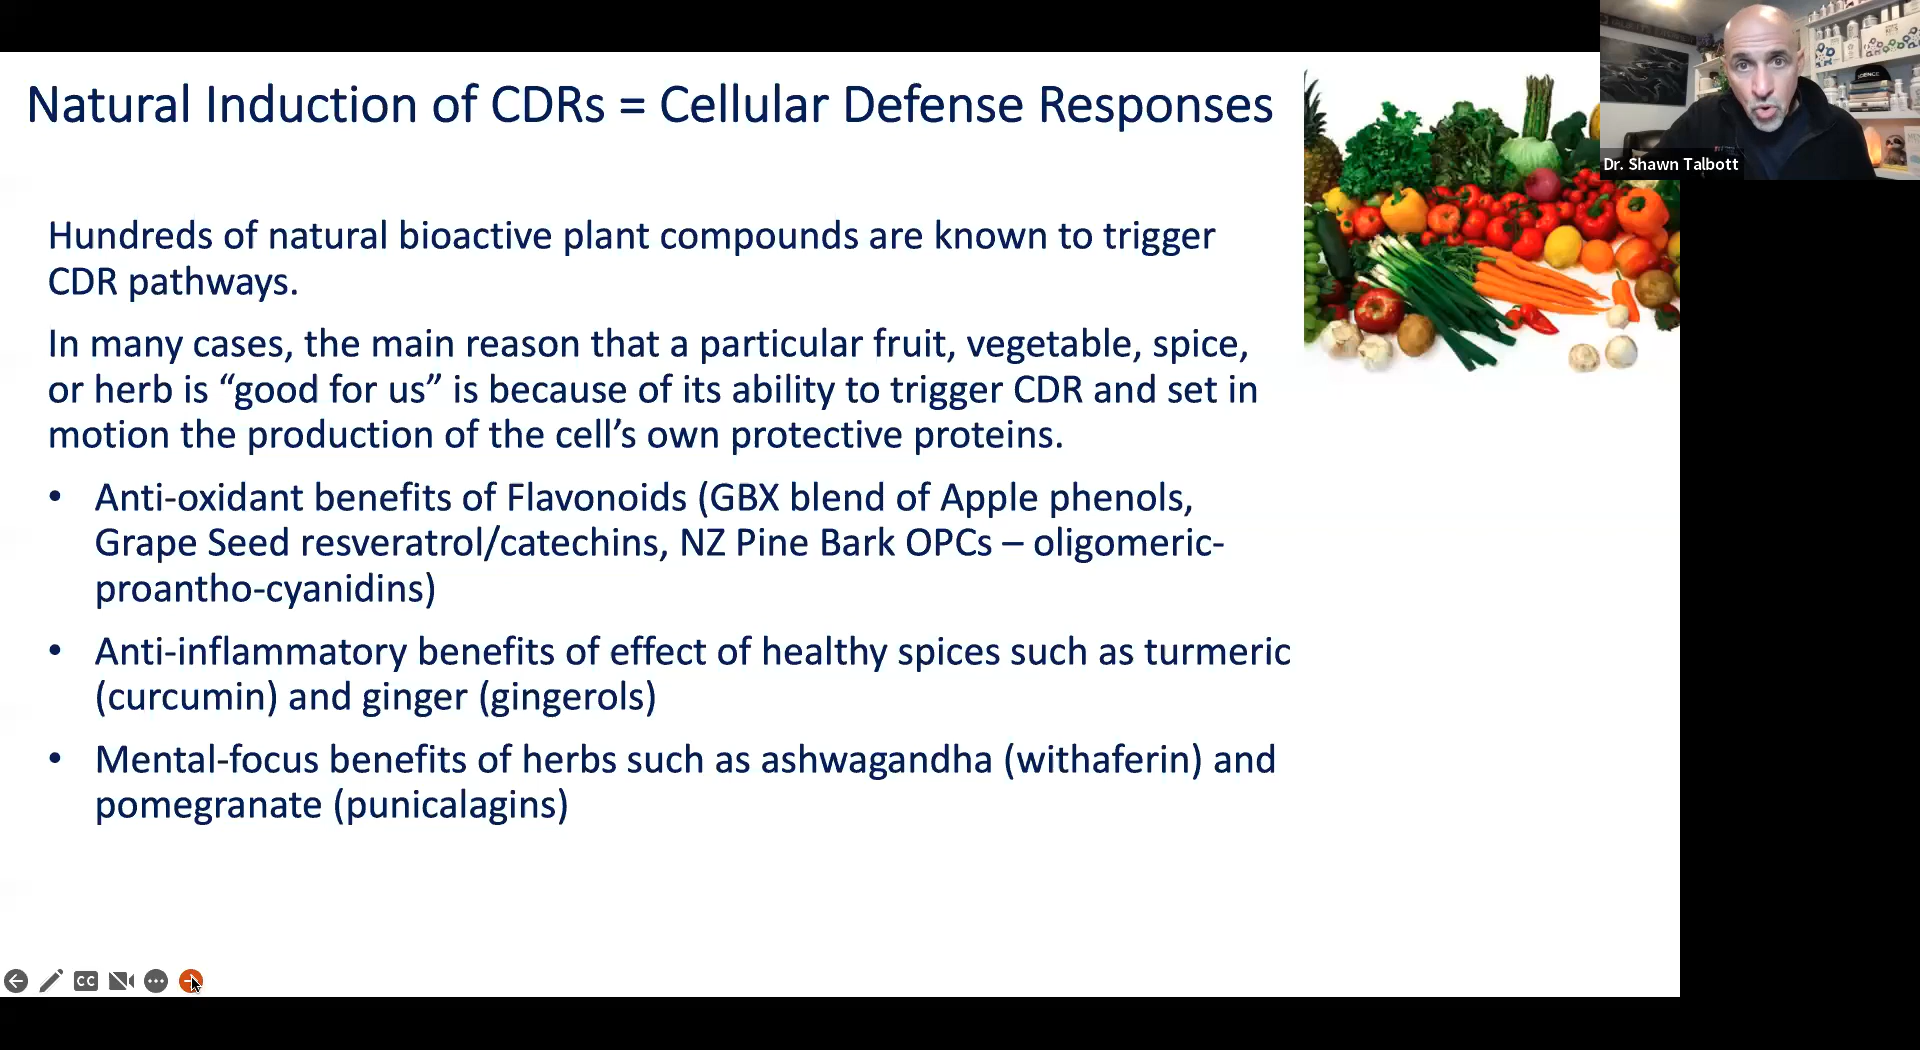 Natural Induction of CDRs = Cellular Defense Responses
Hundreds of natural bioactive plant compounds are known to trigger
CDR pathways.
In many cases, the main reason that a particular fruit, vegetable, spice,
or herb is “good for us” is because of its ability to trigger CDR and set in
motion the production of the cell’s own protective proteins.
• Anti-oxidant benefits of Flavonoids (GBX blend of Apple phenols,
Grape Seed resveratrol/catechins, NZ Pine Bark OPCs – oligomeric-
proantho-cyanidins)
• Anti-inflammatory benefits of effect of healthy spices such as turmeric
(curcumin) and ginger (gingerols)
• Mental-focus benefits of herbs such as ashwagandha (withaferin) and
pomegranate (punicalagins)
Dr. Shawn Talbott
CC